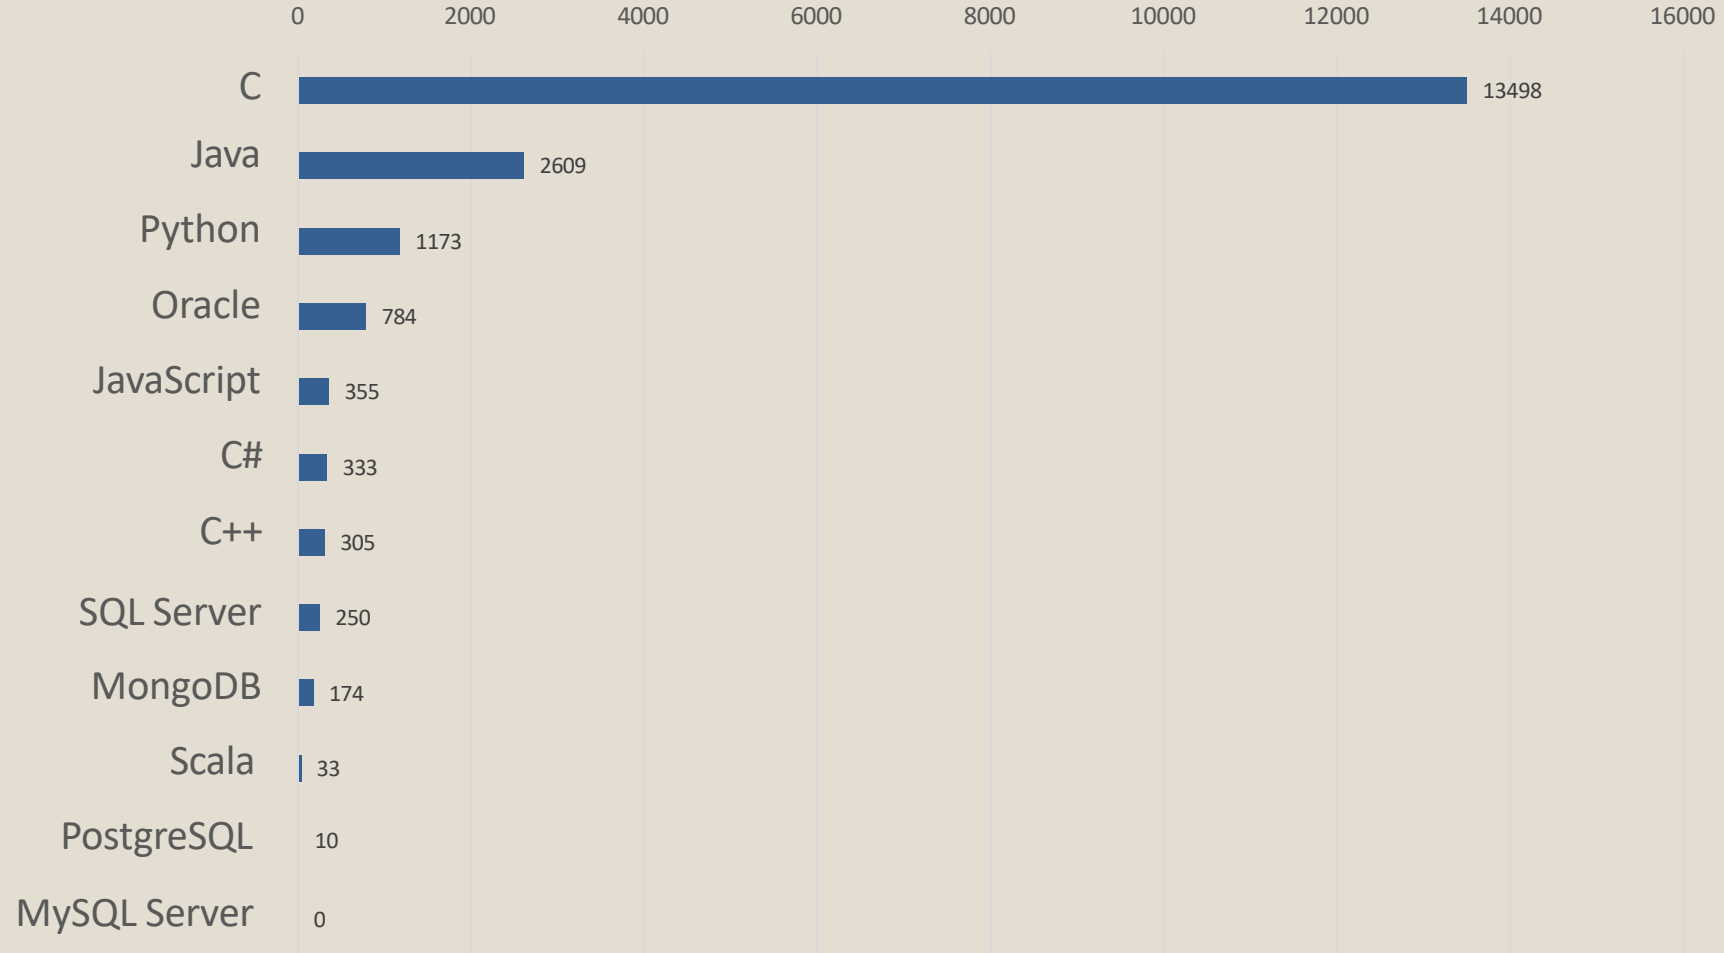 0 2000 4000 6000 8000 10000 12000 14000 16000
C 13498
Java 2609
Python 1173
Oracle 784
JavaScript 355
C# 333
C++ 305
SQL Server 250
MongoDB 174
Scala 33
PostgreSQL 10
MySQL Server 0